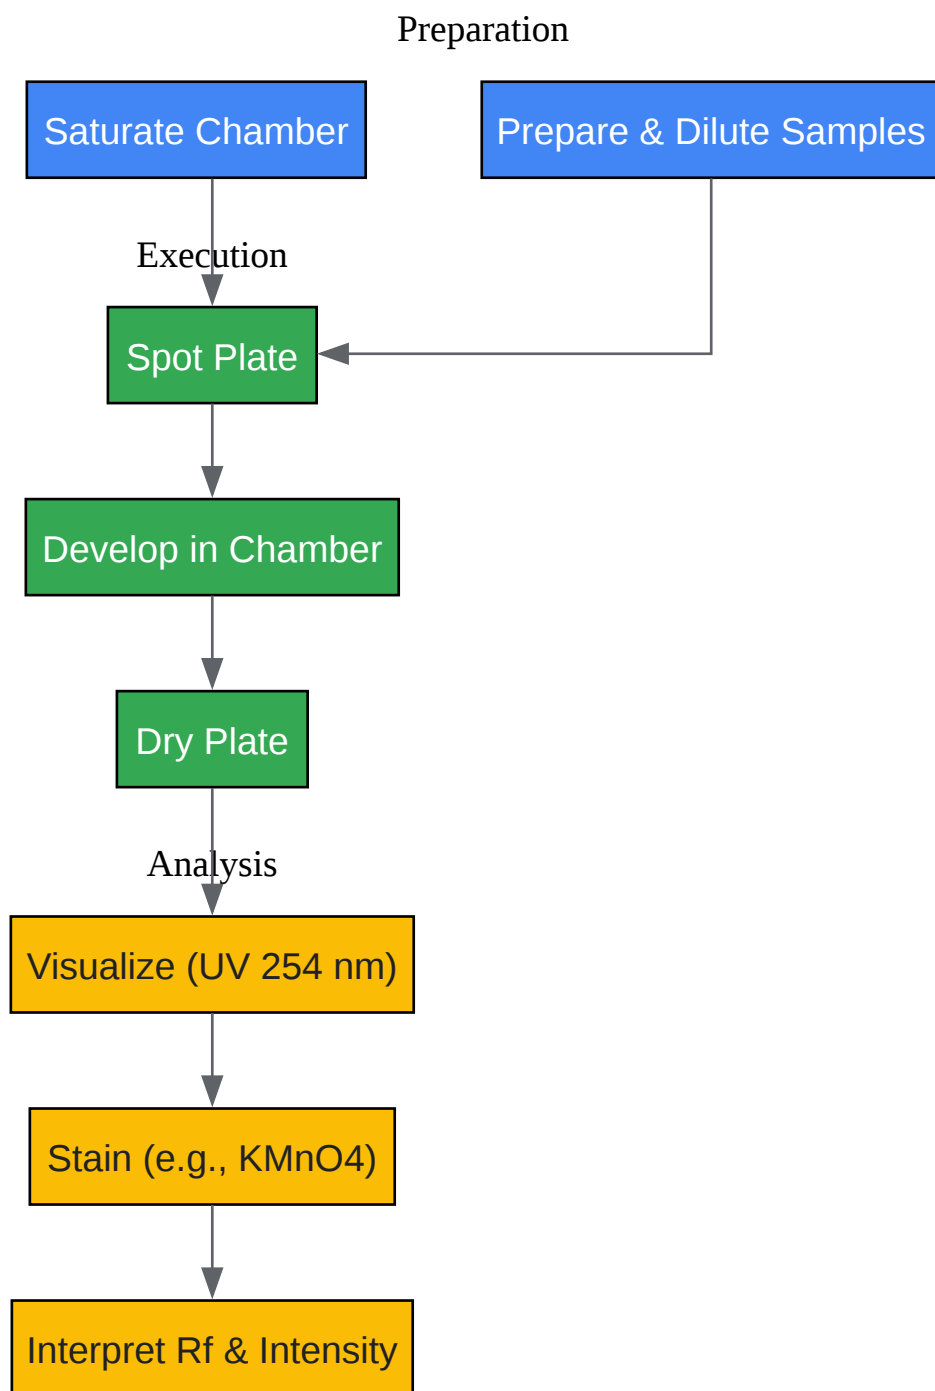 Preparation
Saturate Chamber
Prepare & Dilute Samples
Execution
Spot Plate
Develop in Chamber
Dry Plate
Analysis
Visualize (UV 254 nm)
Stain (e.g., KMnO4)
Interpret Rf & Intensity